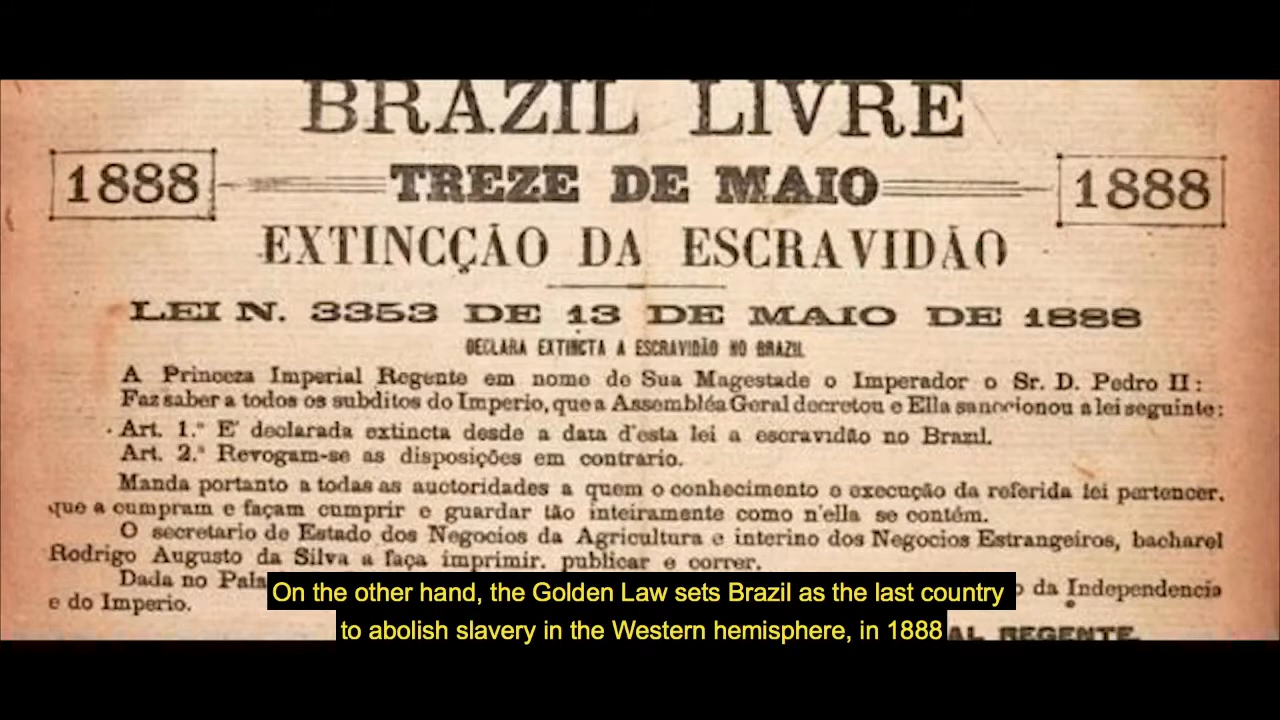 BRAZIL LIVRE
1888 TREZE DE MAIO 1888
EXTINCÇÃO DA ESCRAVIDÃO
LEI N. 3353 DE 13 DE MAIO DE 1888
DECLARA EXTINCTA A ESCRAVIDÃO NO BRAZIL
A Princeza Imperial Regente em nome de Sua Magestade o Imperador o Sr. D. Pedro II:
Faz saber a todos os subditos do Imperio, que a Assembléa Geral decretou e Ella sanccionou a lei seguinte:
Art. 1.º E' declarada extincta desde a data d'esta lei a escravidão no Brazil.
Art. 2.º Revogam-se as disposições em contrario.
Manda portanto a todas as auctoridades a quem o conhecimento e execução da referida lei pertencer,
que a cumpram e façam cumprir e guardar tão inteiramente como n'ella se contém.
O secretario de Estado dos Negocios da Agricultura e interino dos Negocios Estrangeiros, bacharel
Rodrigo Augusto da Silva a faça imprimir, publicar e correr.
Dada no da Independencia
e do Imperio.
REGENTE
On the other hand, the Golden Law sets Brazil as the last country
to abolish slavery in the Western hemisphere, in 1888